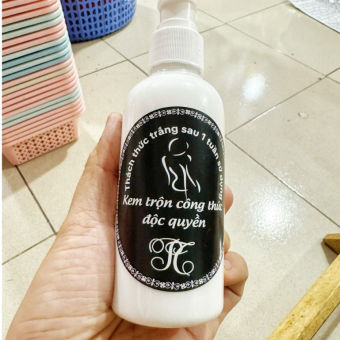 Thách thức trắng sau 1 tuần sử dụng
Kem trộn công thức
độc quyền